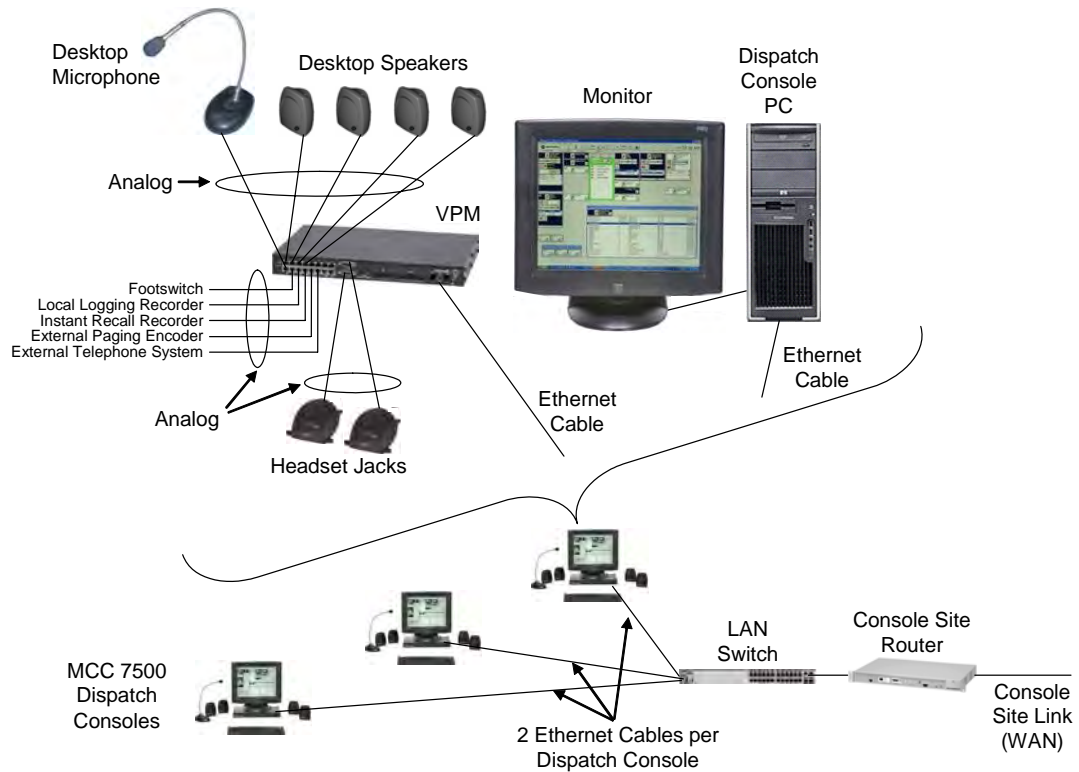 Desktop
Microphone
Desktop Speakers
Monitor
Dispatch
Console
PC
Analog
VPM
Footswitch
Local Logging Recorder
Instant Recall Recorder
External Paging Encoder
External Telephone System
Analog
Headset Jacks
Ethernet
Cable
Ethernet
Cable
MCC 7500
Dispatch
Consoles
LAN
Switch
Console Site
Router
Console
Site Link
(WAN)
2 Ethernet Cables per
Dispatch Console